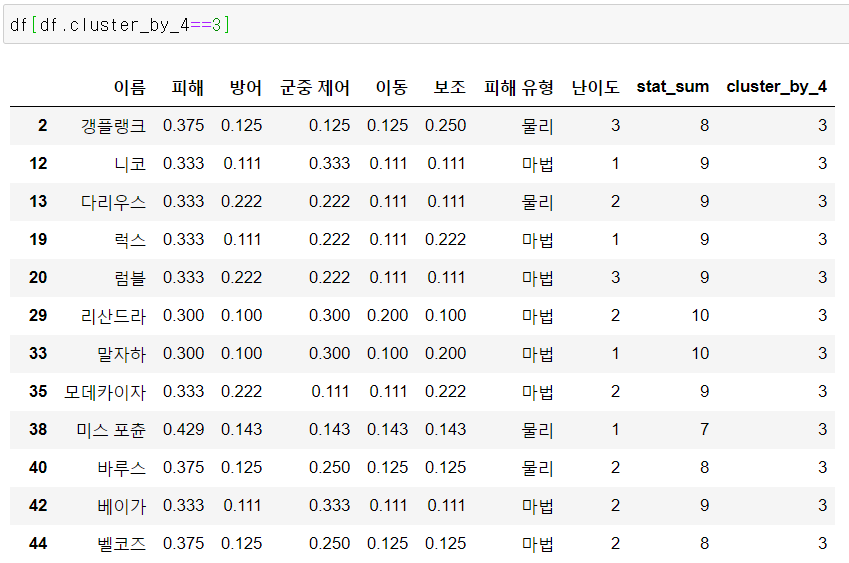 df[df.cluster_by_4==3]
이름 피해 방어 군중 제어 이동 보조 피해 유형 난이도 stat_sum cluster_by_4
2 갱플랭크 0.375 0.125 0.125 0.125 0.250 물리 3 8 3
12 니코 0.333 0.111 0.333 0.111 0.111 마법 1 9 3
13 다리우스 0.333 0.222 0.222 0.111 0.111 물리 2 9 3
19 럭스 0.333 0.111 0.222 0.111 0.222 마법 1 9 3
20 럼블 0.333 0.222 0.222 0.111 0.111 마법 3 9 3
29 리산드라 0.300 0.100 0.300 0.200 0.100 마법 2 10 3
33 말자하 0.300 0.100 0.300 0.100 0.200 마법 1 10 3
35 모데카이자 0.333 0.222 0.111 0.111 0.222 마법 2 9 3
38 미스 포츈 0.429 0.143 0.143 0.143 0.143 물리 1 7 3
40 바루스 0.375 0.125 0.250 0.125 0.125 물리 2 8 3
42 베이가 0.333 0.111 0.333 0.111 0.111 마법 2 9 3
44 벨코즈 0.375 0.125 0.250 0.125 0.125 마법 2 8 3